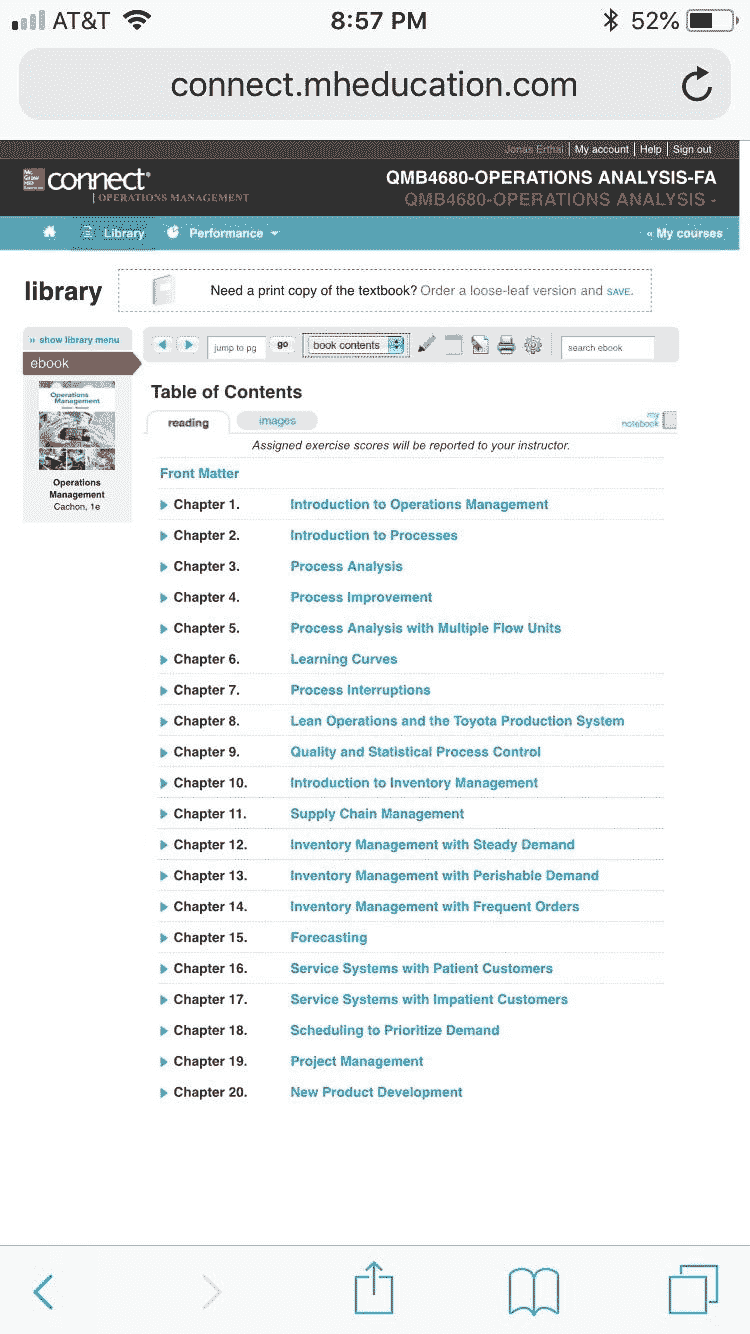 AT&T 8:57 PM 52%
connect.mheducation.com
Jonas Erthal My account Help Sign out
connect QMB4680-OPERATIONS ANALYSIS-FA
OPERATIONS MANAGEMENT QMB4680-OPERATIONS ANALYSIS -
Library Performance « My courses
library Need a print copy of the textbook? Order a loose-leaf version and SAVE.
» show library menu jump to pg go book contents search ebook
ebook
Table of Contents
reading images my notebook
Assigned exercise scores will be reported to your instructor.
Operations Management
Operations
Management
Cachon, 1e
Front Matter
Chapter 1. Introduction to Operations Management
Chapter 2. Introduction to Processes
Chapter 3. Process Analysis
Chapter 4. Process Improvement
Chapter 5. Process Analysis with Multiple Flow Units
Chapter 6. Learning Curves
Chapter 7. Process Interruptions
Chapter 8. Lean Operations and the Toyota Production System
Chapter 9. Quality and Statistical Process Control
Chapter 10. Introduction to Inventory Management
Chapter 11. Supply Chain Management
Chapter 12. Inventory Management with Steady Demand
Chapter 13. Inventory Management with Perishable Demand
Chapter 14. Inventory Management with Frequent Orders
Chapter 15. Forecasting
Chapter 16. Service Systems with Patient Customers
Chapter 17. Service Systems with Impatient Customers
Chapter 18. Scheduling to Prioritize Demand
Chapter 19. Project Management
Chapter 20. New Product Development